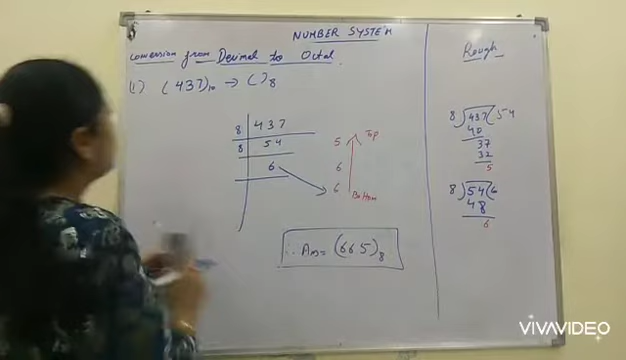 NUMBER SYSTEM
conversion from Decimal to Octal.
(1) (437)₁₀ → ( )₈
8 | 437
8 | 54
6
5 Top
6
6 Bottom
∴ Ans = (665)₈
Rough
8)437(54
40
37
32
5
8)54(6
48
6
VIVAVIDEO